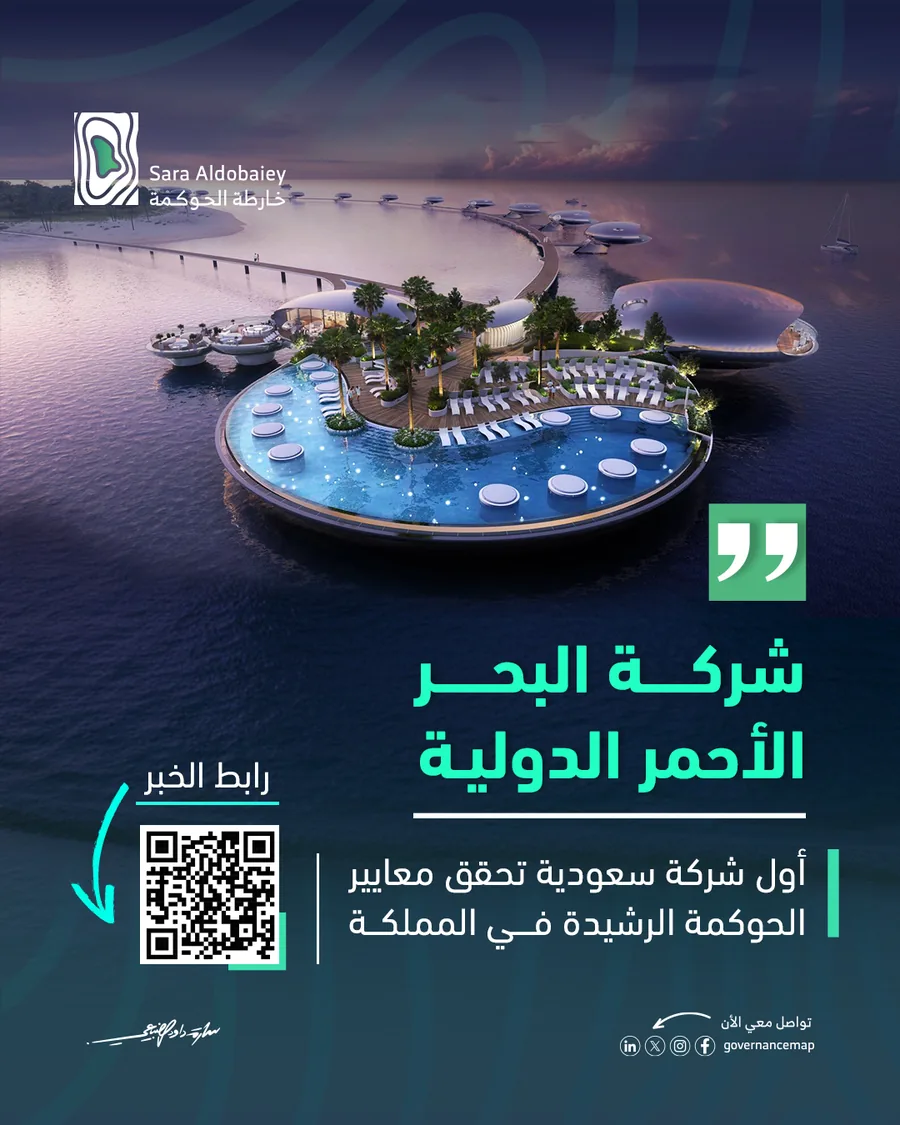 Sara Aldobaiey
خارطة الحوكمة
شركة البحر
الأحمر الدولية
رابط الخبر
أول شركة سعودية تحقق معايير
الحوكمة الرشيدة في المملكة
تواصل معي الأن
governancemap